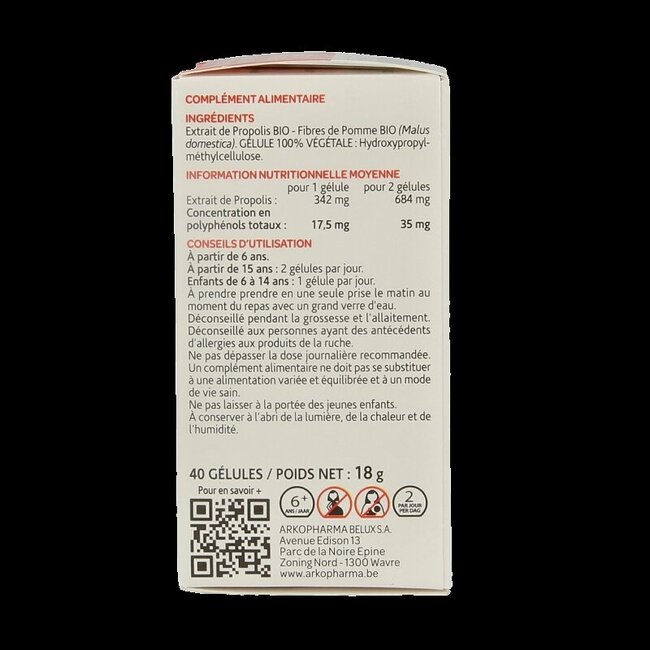 COMPLÉMENT ALIMENTAIRE
INGRÉDIENTS
Extrait de Propolis BIO - Fibres de Pomme BIO (Malus
domestica). GÉLULE 100% VÉGÉTALE : Hydroxypropyl-
méthylcellulose.
INFORMATION NUTRITIONNELLE MOYENNE
pour 1 gélule pour 2 gélules
Extrait de Propolis : 342 mg 684 mg
Concentration en
polyphénols totaux : 17,5 mg 35 mg
CONSEILS D'UTILISATION
À partir de 6 ans.
À partir de 15 ans : 2 gélules par jour.
Enfants de 6 à 14 ans : 1 gélule par jour.
À prendre prendre en une seule prise le matin au
moment du repas avec un grand verre d'eau.
Déconseillé pendant la grossesse et l'allaitement.
Déconseillé aux personnes ayant des antécédents
d'allergies aux produits de la ruche.
Ne pas dépasser la dose journalière recommandée.
Un complément alimentaire ne doit pas se substituer
à une alimentation variée et équilibrée et à un mode
de vie sain.
Ne pas laisser à la portée des jeunes enfants.
À conserver à l'abri de la lumière, de la chaleur et de
l'humidité.
40 GÉLULES / POIDS NET : 18 g
Pour en savoir +
6+
ANS / JAAR
2
PAR JOUR
PER DAG
ARKOPHARMA BELUX S.A.
Avenue Edison 13
Parc de la Noire Epine
Zoning Nord - 1300 Wavre
www.arkopharma.be